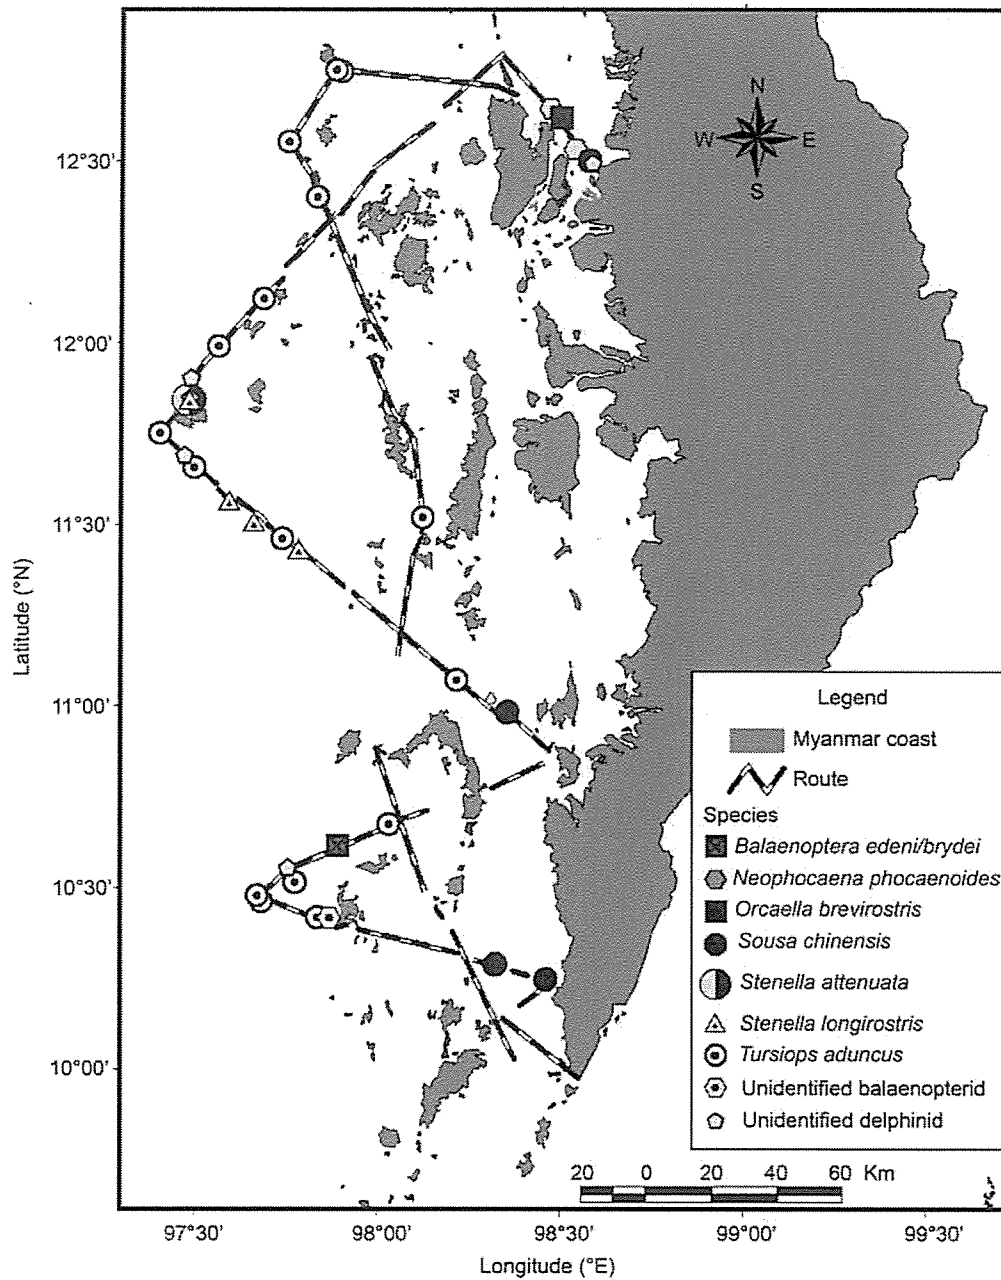 N
W E
S
12°30'
12°00'
11°30'
11°00'
10°30'
10°00'
Latitude (°N)
97°30'
98°00'
98°30'
99°00'
99°30'
Longitude (°E)
Legend
Myanmar coast
Route
Species
Balaenoptera edeni/brydei
Neophocaena phocaenoides
Orcaella brevirostris
Sousa chinensis
Stenella attenuata
Stenella longirostris
Tursiops aduncus
Unidentified balaenopterid
Unidentified delphinid
20 0 20 40 60 Km